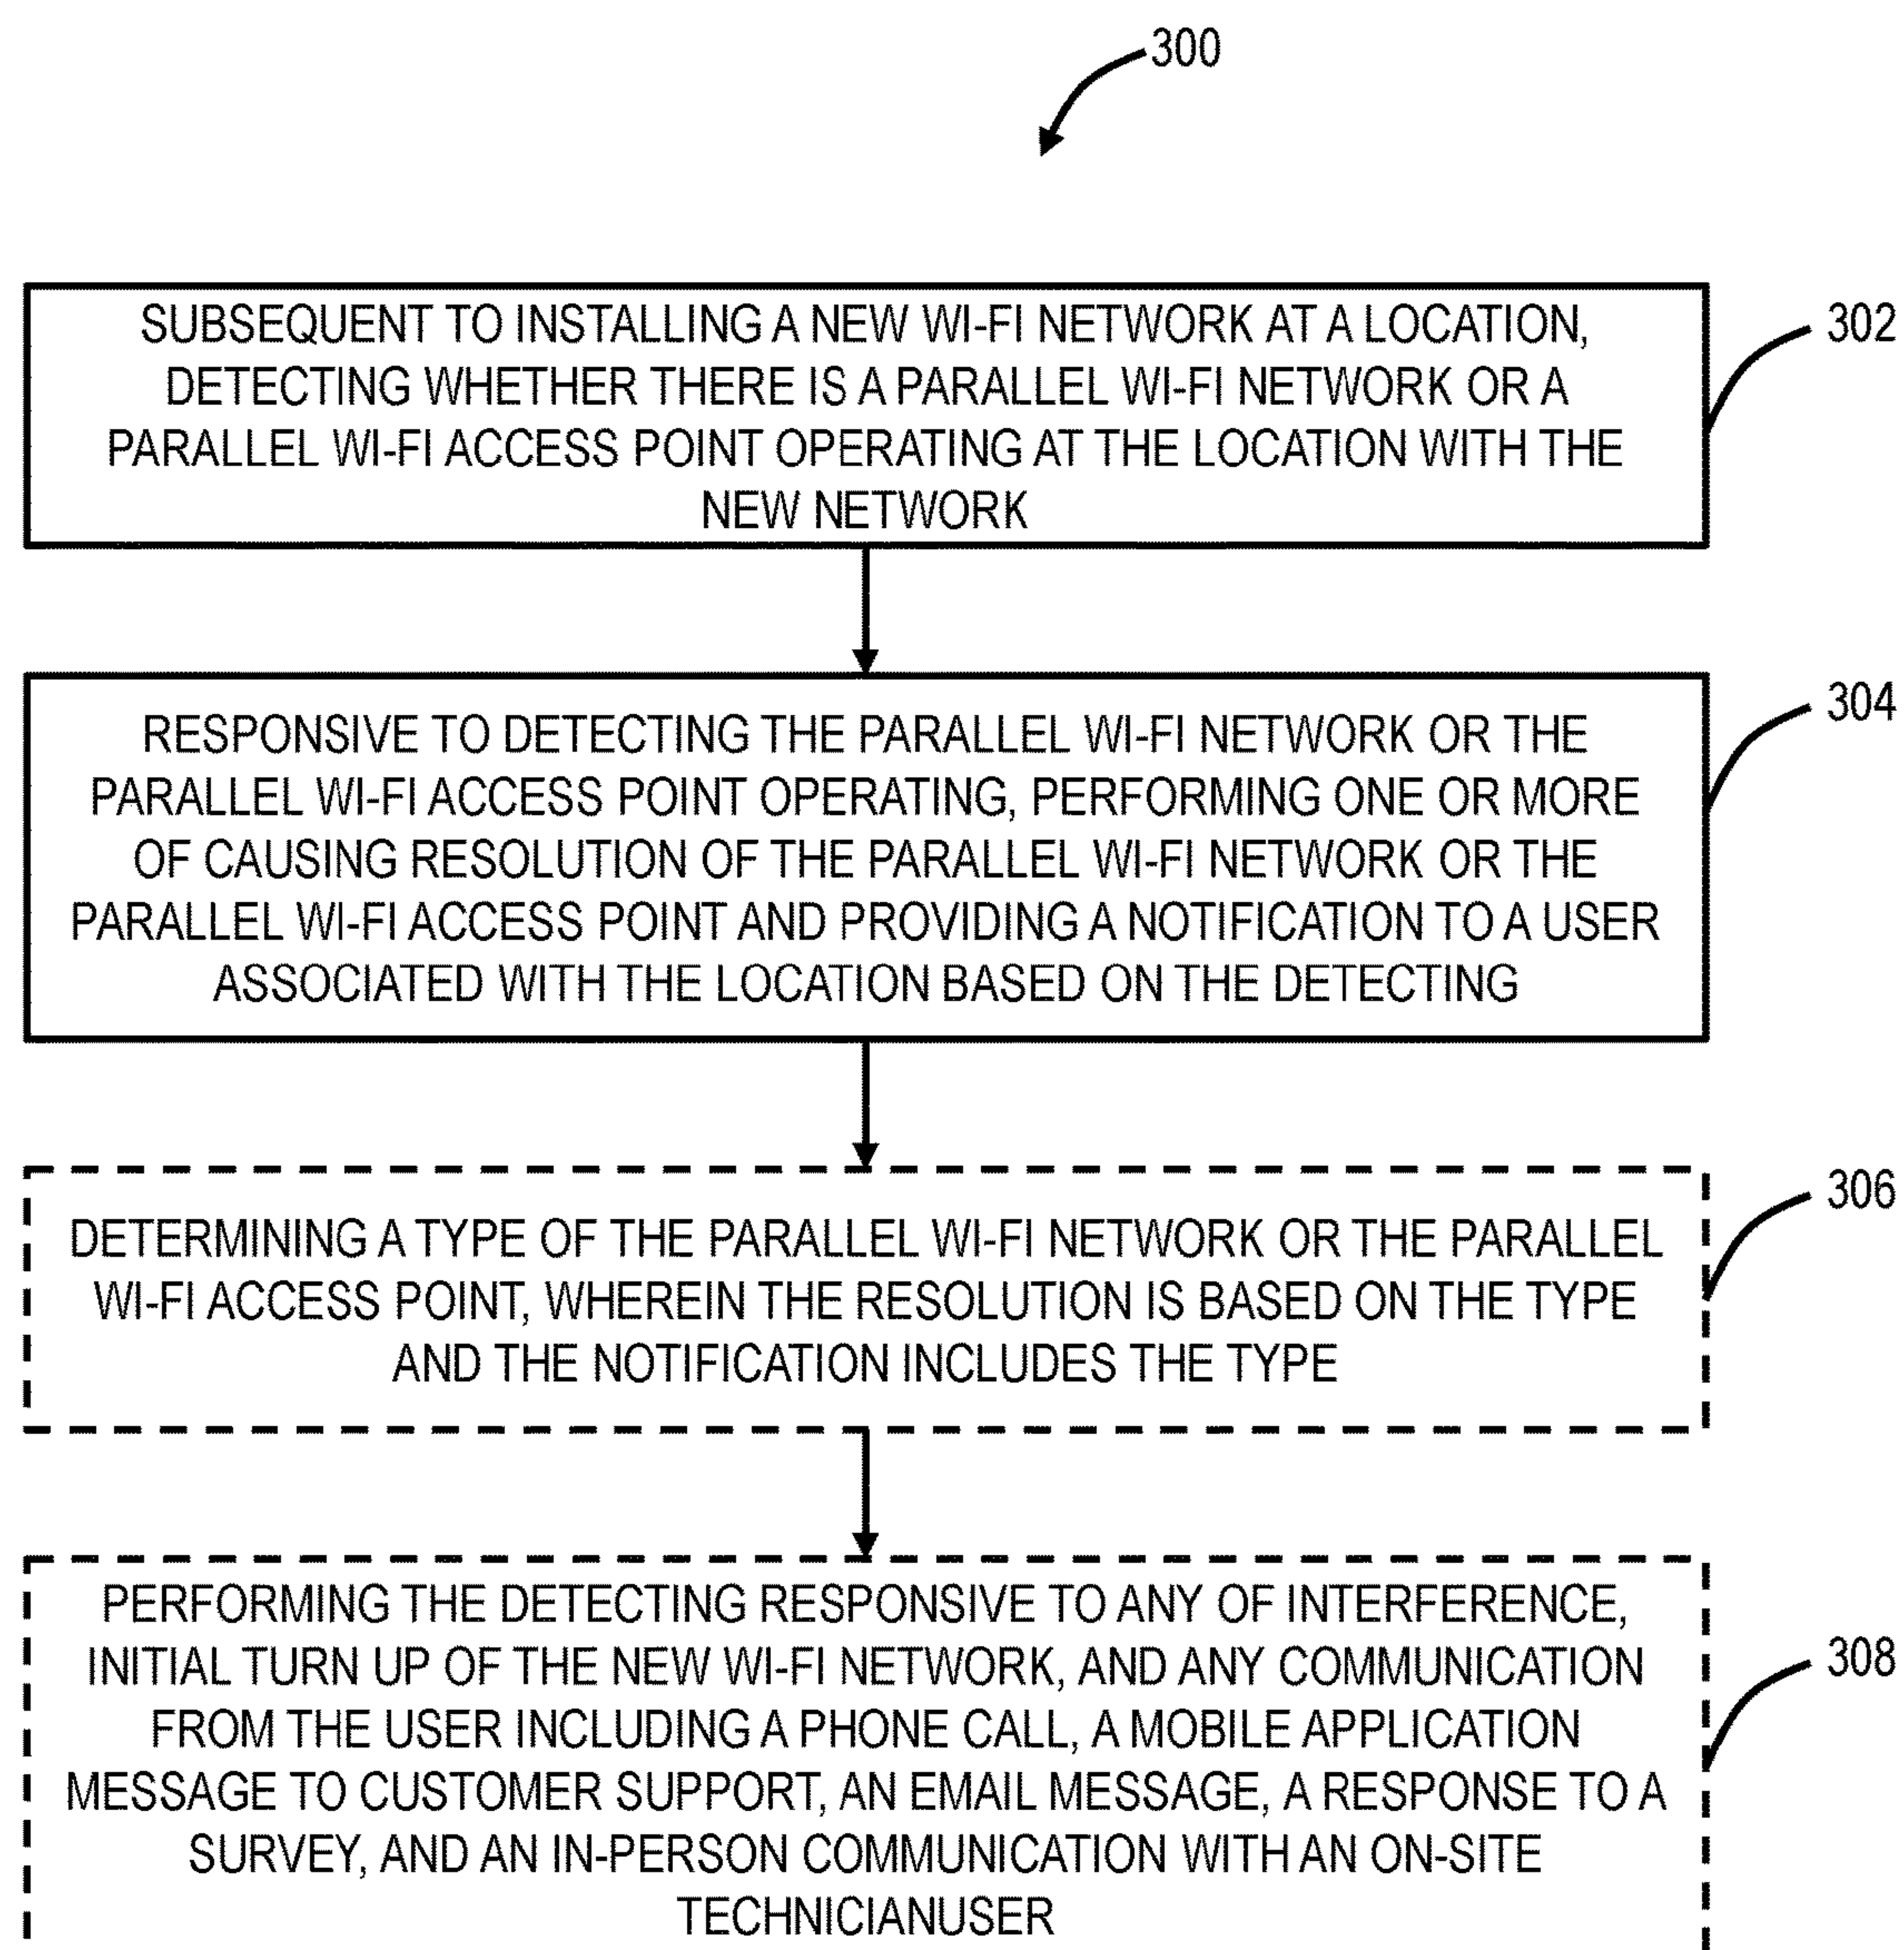 300
SUBSEQUENT TO INSTALLING A NEW WI-FI NETWORK AT A LOCATION,
DETECTING WHETHER THERE IS A PARALLEL WI-FI NETWORK OR A
PARALLEL WI-FI ACCESS POINT OPERATING AT THE LOCATION WITH THE
NEW NETWORK
302
RESPONSIVE TO DETECTING THE PARALLEL WI-FI NETWORK OR THE
PARALLEL WI-FI ACCESS POINT OPERATING, PERFORMING ONE OR MORE
OF CAUSING RESOLUTION OF THE PARALLEL WI-FI NETWORK OR THE
PARALLEL WI-FI ACCESS POINT AND PROVIDING A NOTIFICATION TO A USER
ASSOCIATED WITH THE LOCATION BASED ON THE DETECTING
304
DETERMINING A TYPE OF THE PARALLEL WI-FI NETWORK OR THE PARALLEL
WI-FI ACCESS POINT, WHEREIN THE RESOLUTION IS BASED ON THE TYPE
AND THE NOTIFICATION INCLUDES THE TYPE
306
PERFORMING THE DETECTING RESPONSIVE TO ANY OF INTERFERENCE,
INITIAL TURN UP OF THE NEW WI-FI NETWORK, AND ANY COMMUNICATION
FROM THE USER INCLUDING A PHONE CALL, A MOBILE APPLICATION
MESSAGE TO CUSTOMER SUPPORT, AN EMAIL MESSAGE, A RESPONSE TO A
SURVEY, AND AN IN-PERSON COMMUNICATION WITH AN ON-SITE
TECHNICIANUSER
308